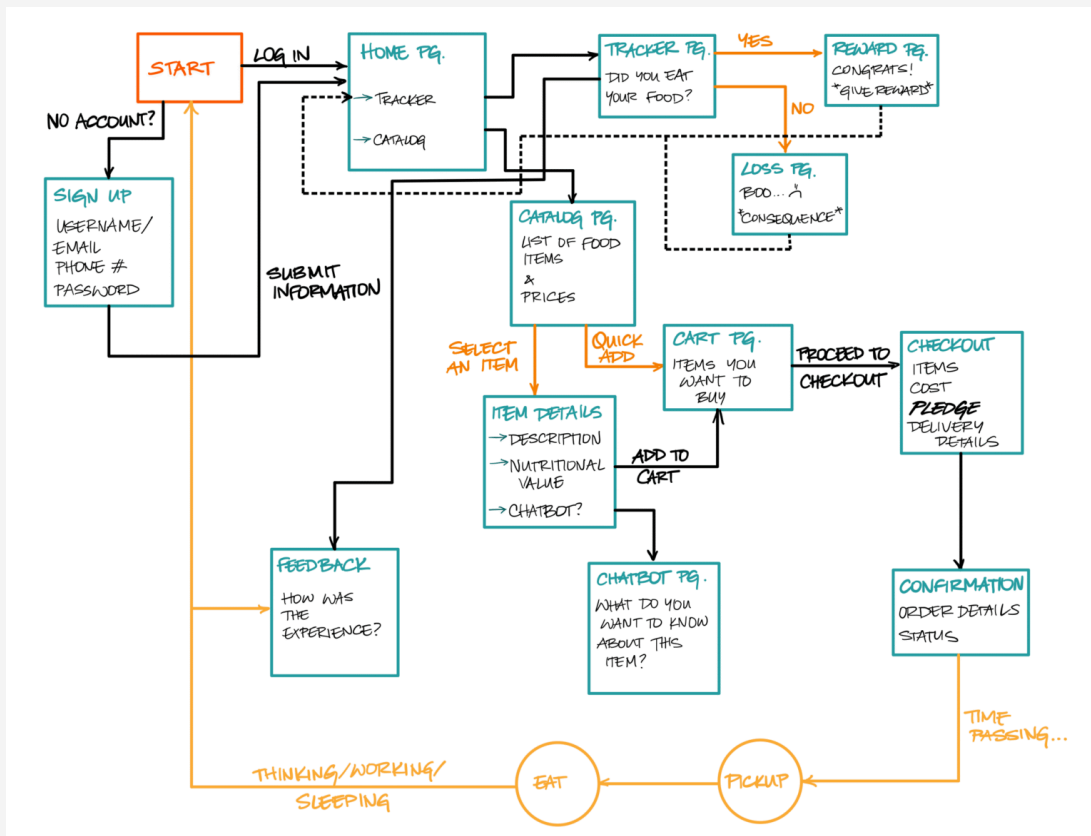 START
LOG IN
NO ACCOUNT?
SIGN UP
USERNAME/
EMAIL
PHONE #
PASSWORD
SUBMIT
INFORMATION
HOME PG.
→ TRACKER
→ CATALOG
TRACKER PG.
DID YOU EAT
YOUR FOOD?
YES
NO
REWARD PG.
CONGRATS!
*GIVE REWARD*
LOSS PG.
BOO...
*CONSEQUENCE*
CATALOG PG.
LIST OF FOOD
ITEMS
&
PRICES
SELECT
AN ITEM
QUICK
ADD
ITEM DETAILS
→ DESCRIPTION
→ NUTRITIONAL
VALUE
→ CHATBOT?
ADD TO
CART
CART PG.
ITEMS YOU
WANT TO
BUY
PROCEED TO
CHECKOUT
CHECKOUT
ITEMS
COST
PLEDGE
DELIVERY
DETAILS
CHATBOT PG.
WHAT DO YOU
WANT TO KNOW
ABOUT THIS
ITEM?
CONFIRMATION
ORDER DETAILS
STATUS
TIME
PASSING...
PICKUP
EAT
THINKING/WORKING/
SLEEPING
FEEDBACK
HOW WAS
THE
EXPERIENCE?